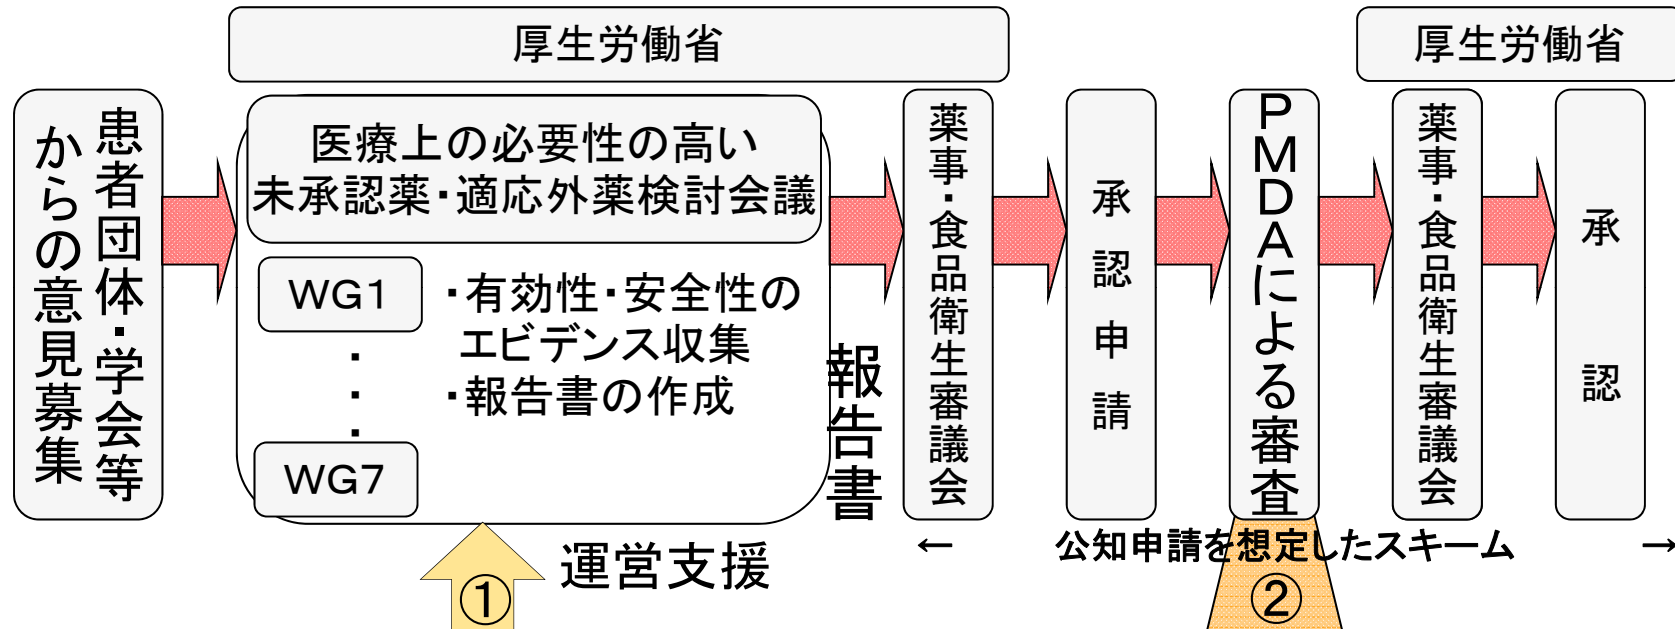 厚生労働省
厚生労働省
患者団体・学会等
からの意見募集
医療上の必要性の高い
未承認薬・適応外薬検討会議
WG1
・
・
・
WG7
・有効性・安全性の
エビデンス収集
・報告書の作成
報告書
薬事・食品衛生審議会
承認申請
PMDAによる審査
薬事・食品衛生審議会
承認
← 公知申請を想定したスキーム →
① 運営支援
②